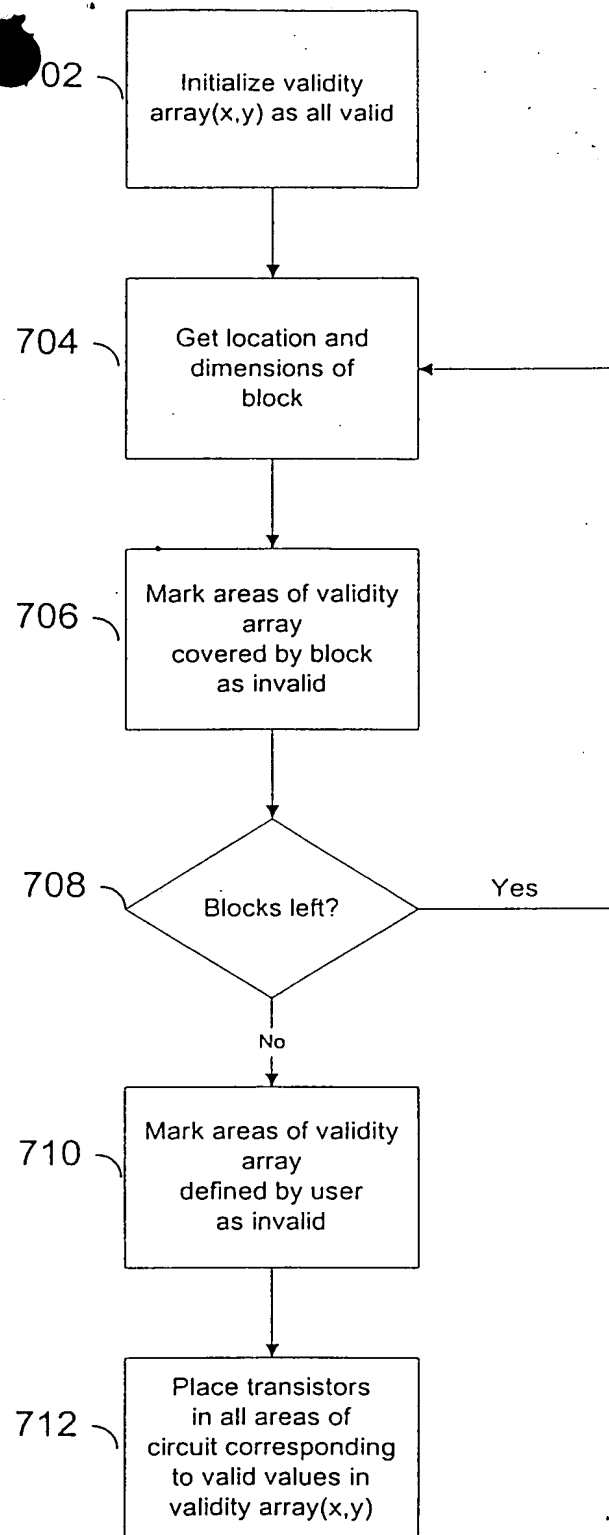 02
Initialize validity
array(x,y) as all valid
704
Get location and
dimensions of
block
706
Mark areas of validity
array
covered by block
as invalid
708
Blocks left?
Yes
No
710
Mark areas of validity
array
defined by user
as invalid
712
Place transistors
in all areas of
circuit corresponding
to valid values in
validity array(x,y)